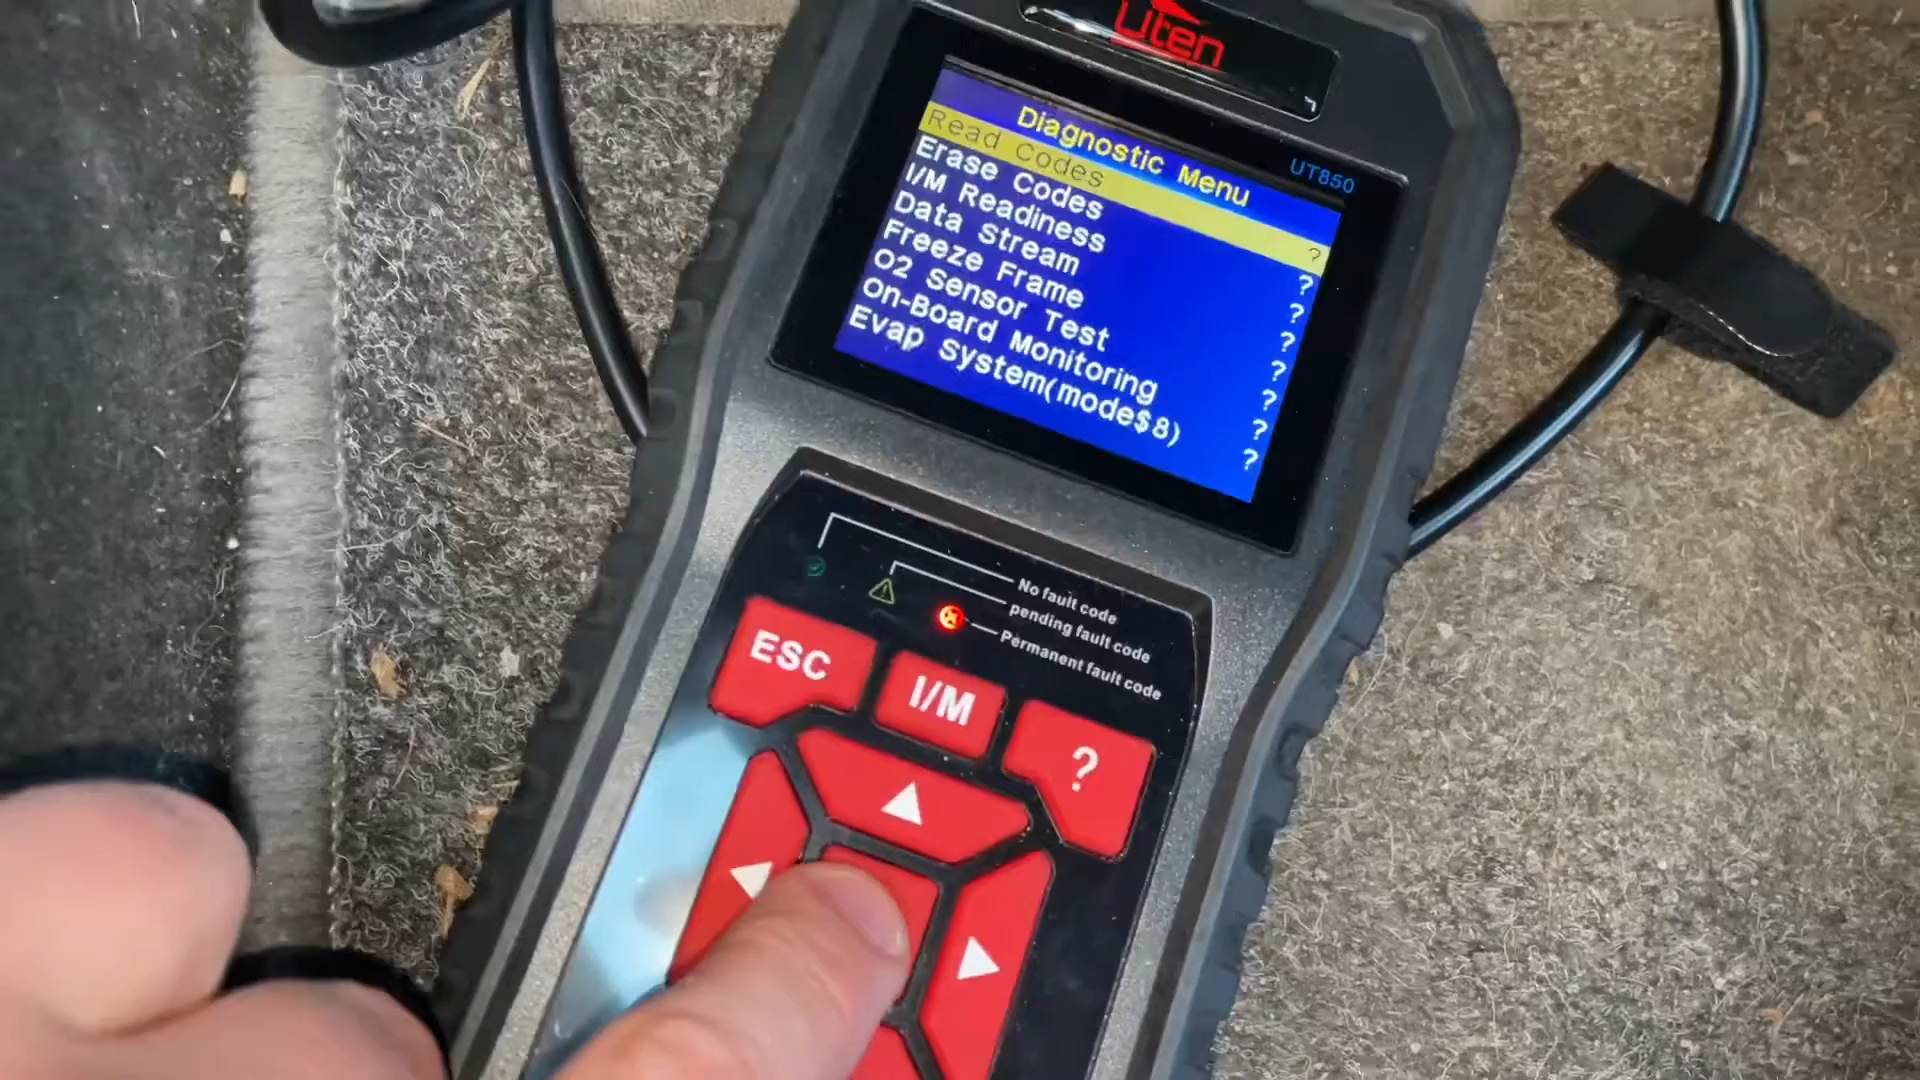 Uten
UT850
Diagnostic Menu
Read Codes ?
Erase Codes ?
I/M Readiness ?
Data Stream ?
Freeze Frame ?
O2 Sensor Test ?
On-Board Monitoring ?
Evap System(mode$8) ?
No fault code
pending fault code
Permanent fault code
ESC
I/M
?